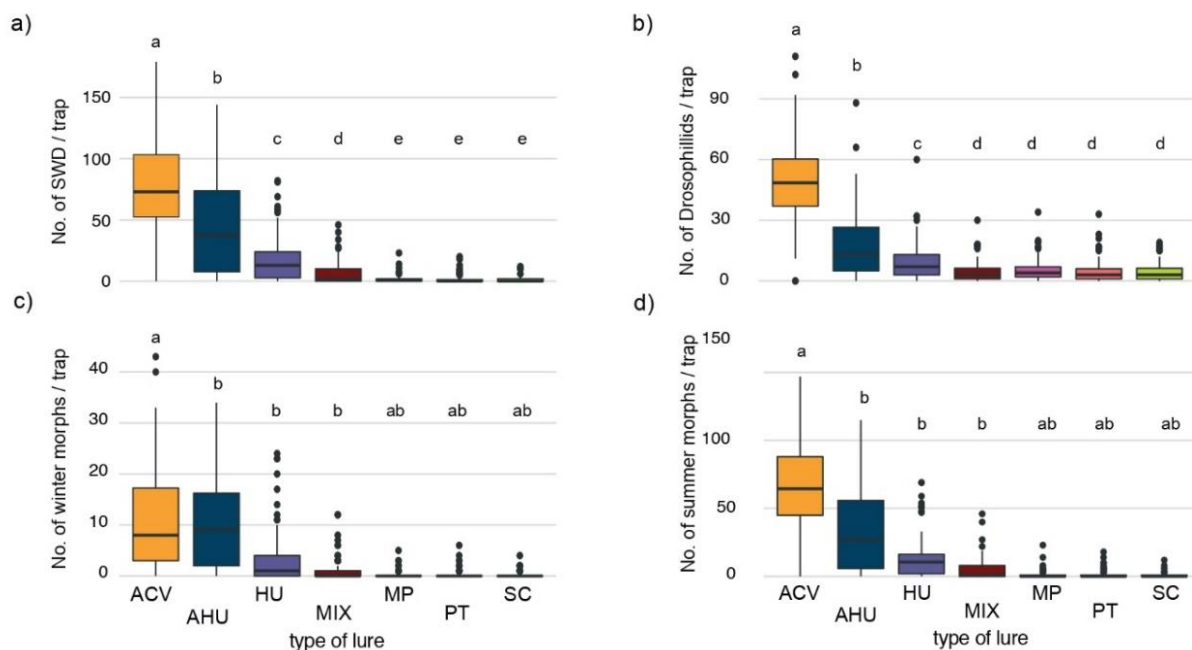 a)
a
b
c
d
e
e
e
150
100
50
0
No. of SWD / trap
b)
a
b
c
d
d
d
d
90
60
30
0
No. of Drosophillids / trap
c)
a
b
b
b
ab
ab
ab
40
30
20
10
0
No. of winter morphs / trap
ACV
AHU
HU
MIX
MP
PT
SC
type of lure
d)
150
a
b
b
b
ab
ab
ab
100
50
0
No. of summer morphs / trap
ACV
AHU
HU
MIX
MP
PT
SC
type of lure